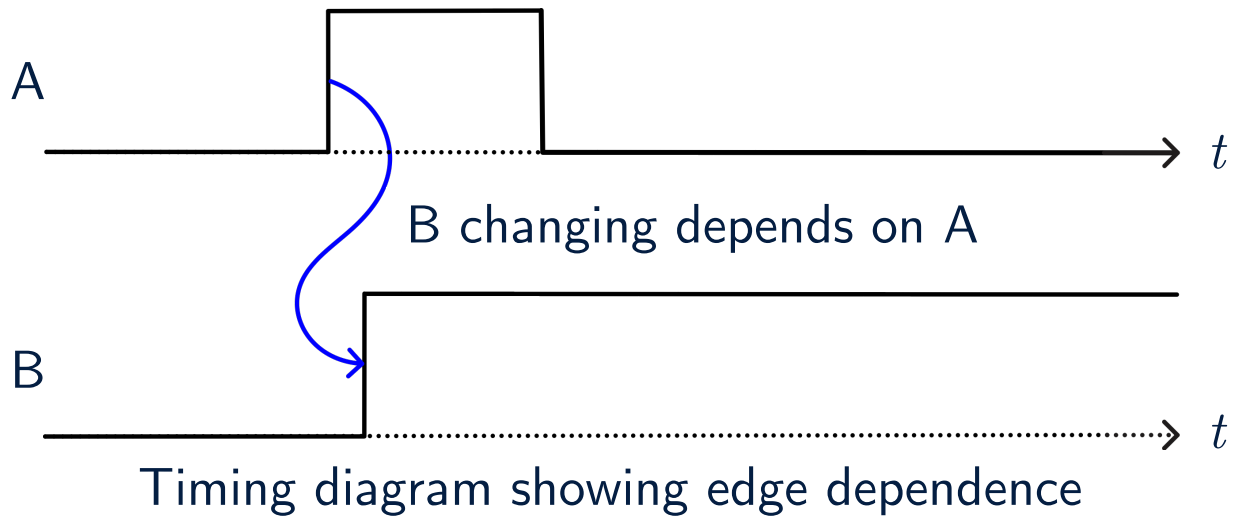 A
t
B changing depends on A
B
t
Timing diagram showing edge dependence